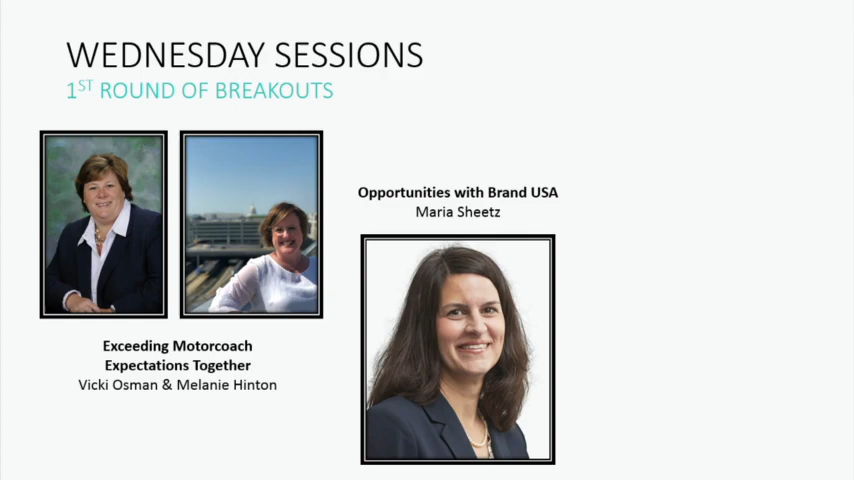 WEDNESDAY SESSIONS
1ST ROUND OF BREAKOUTS
Opportunities with Brand USA
Maria Sheetz
Exceeding Motorcoach
Expectations Together
Vicki Osman & Melanie Hinton